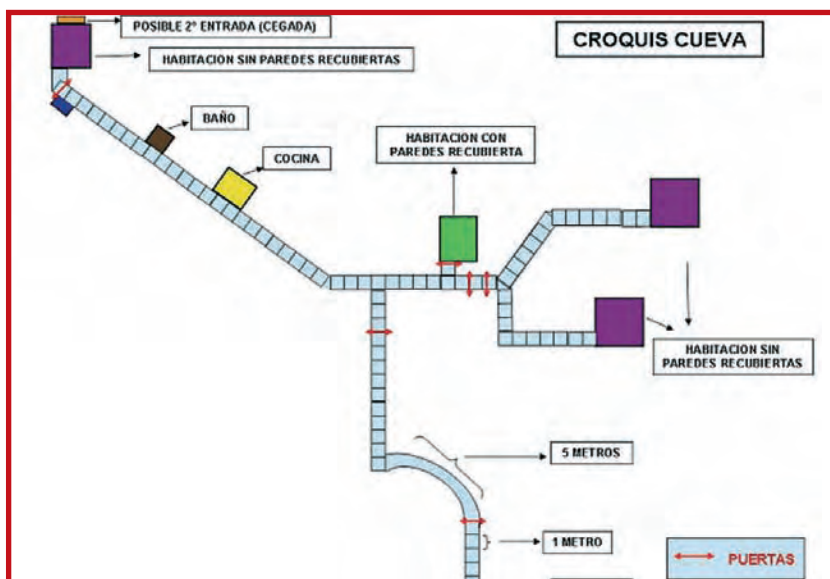 POSIBLE 2ª ENTRADA (CEGADA)
CROQUIS CUEVA
HABITACION SIN PAREDES RECUBIERTAS
BAÑO
HABITACION CON
PAREDES RECUBIERTA
COCINA
HABITACION SIN
PAREDES RECUBIERTAS
5 METROS
1 METRO
PUERTAS